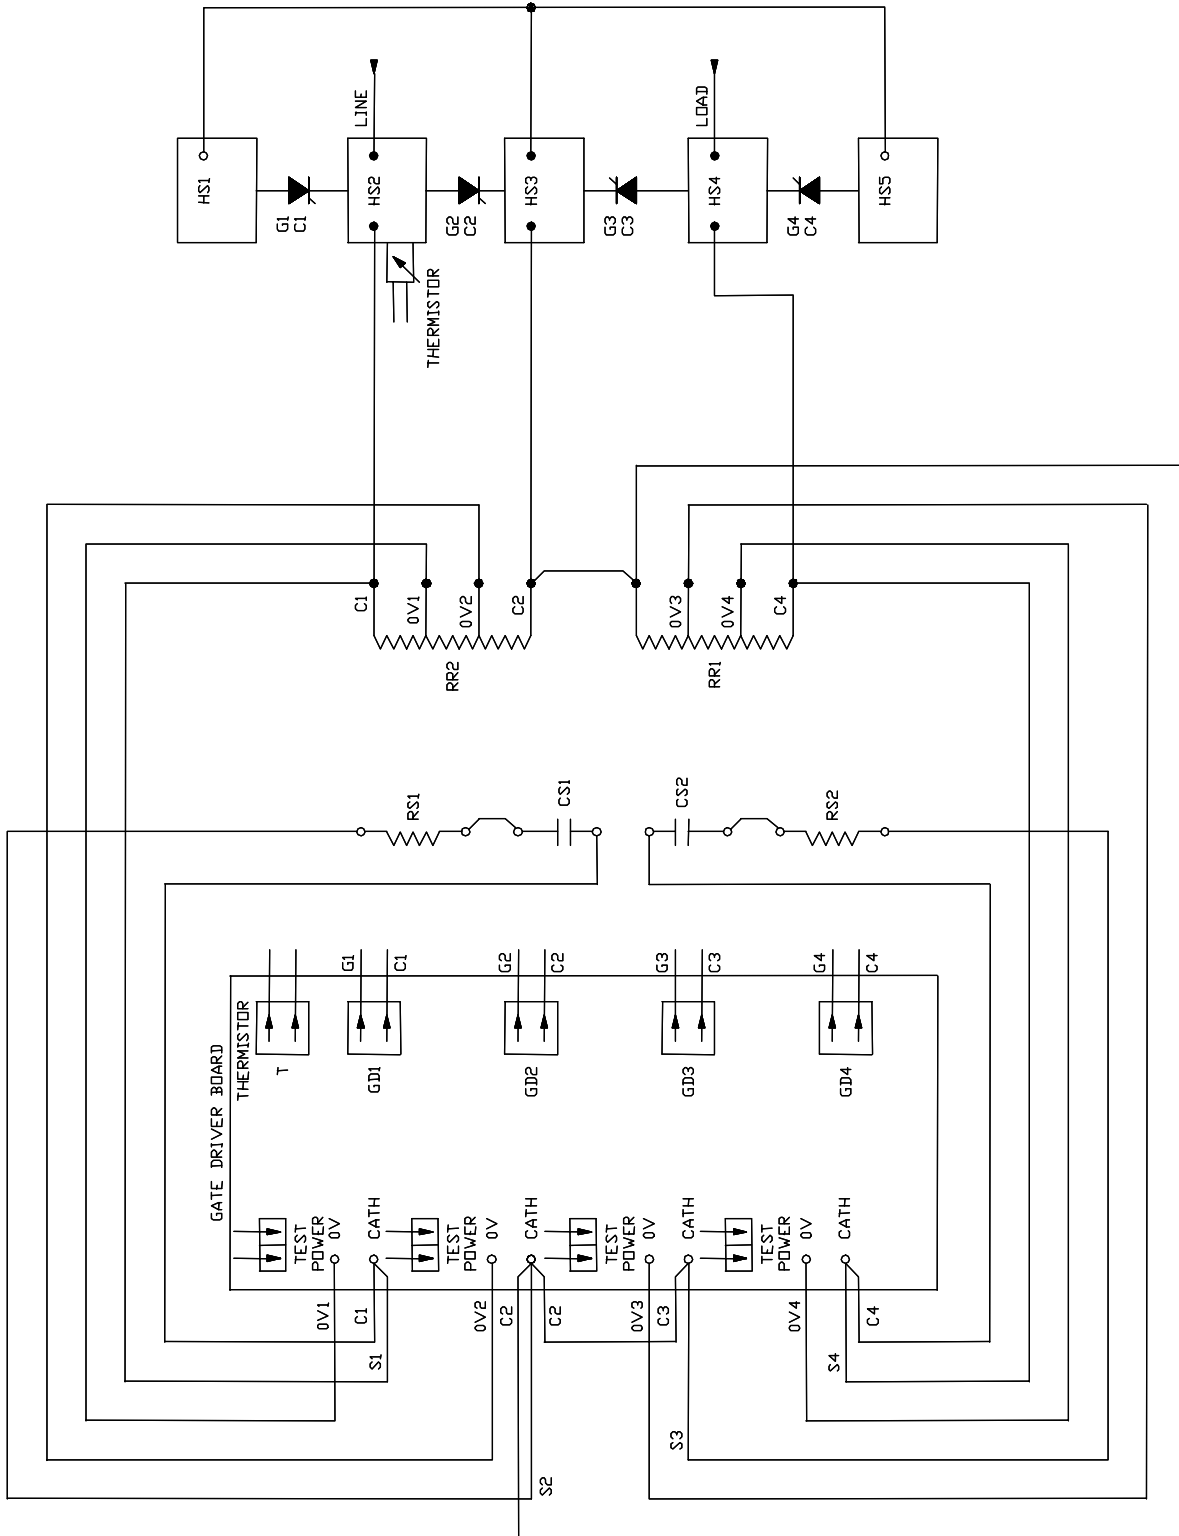 LINE
LOAD
HS1
HS2
HS3
HS4
HS5
G1
C1
G2
C2
G3
C3
G4
C4
THERMISTOR
C1
0V1
0V2
C2
0V3
0V4
C4
RR2
RR1
RS1
CS1
CS2
RS2
G1
C1
G2
C2
G3
C3
G4
C4
GATE DRIVER BOARD
THERMISTOR
T
GD1
GD2
GD3
GD4
TEST
POWER
0V
CATH
TEST
POWER
0V
CATH
TEST
POWER
0V
CATH
TEST
POWER
0V
CATH
0V1
C1
0V2
C2
C2
0V3
C3
0V4
C4
S1
S4
S3
S2